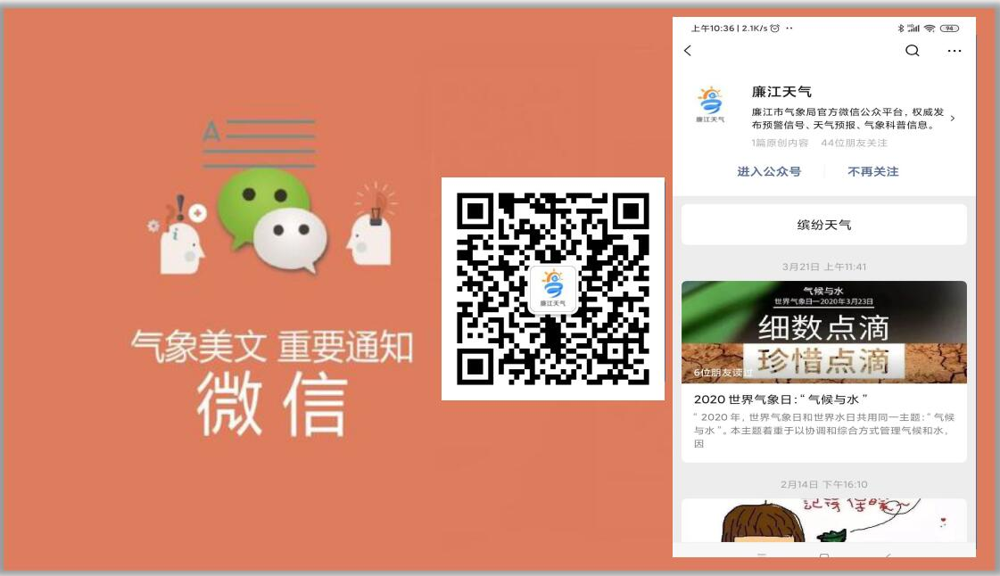 A
i
气象美文 重要通知
微信
廉江天气
上午10:36 | 2.1K/s
94
廉江天气
廉江天气
廉江市气象局官方微信公众平台，权威发
布预警信号、天气预报、气象科普信息。
1篇原创内容 44位朋友关注
进入公众号 不再关注
缤纷天气
3月21日 上午11:41
气候与水
世界气象日—2020年3月23日
细数点滴
珍惜点滴
6位朋友读过
2020 世界气象日：“ 气候与水 ”
“ 2020 年，世界气象日和世界水日共用同一主题：“ 气候
与水 ”。本主题着重于以协调和综合方式管理气候和水，
因
2月14日 下午16:10
记得保暖